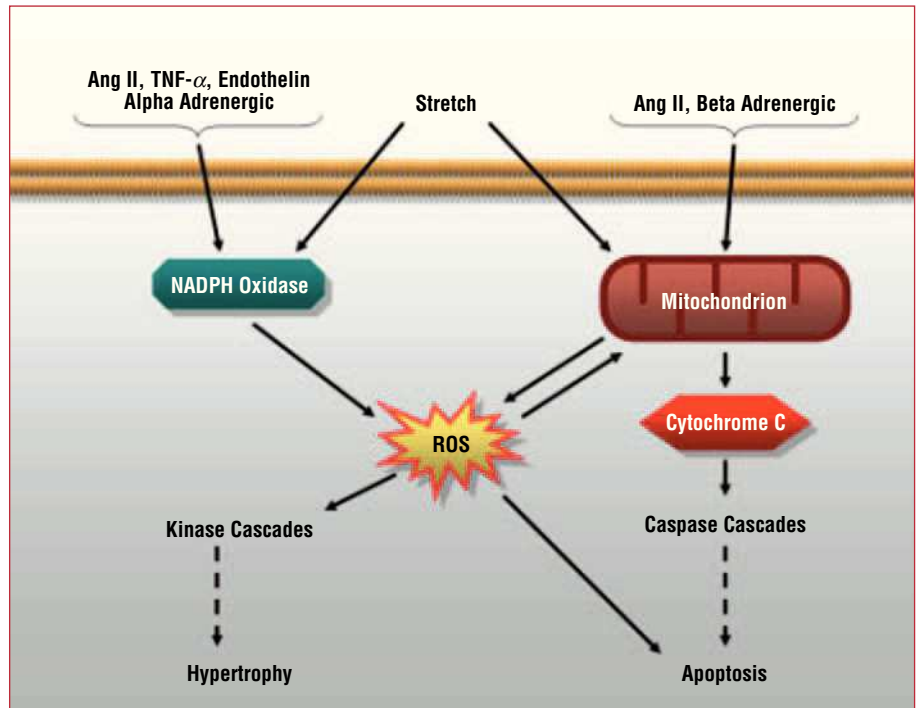 Ang II, TNF-α, Endothelin
Alpha Adrenergic
Stretch
Ang II, Beta Adrenergic
NADPH Oxidase
Mitochondrion
ROS
Cytochrome C
Kinase Cascades
Caspase Cascades
Hypertrophy
Apoptosis